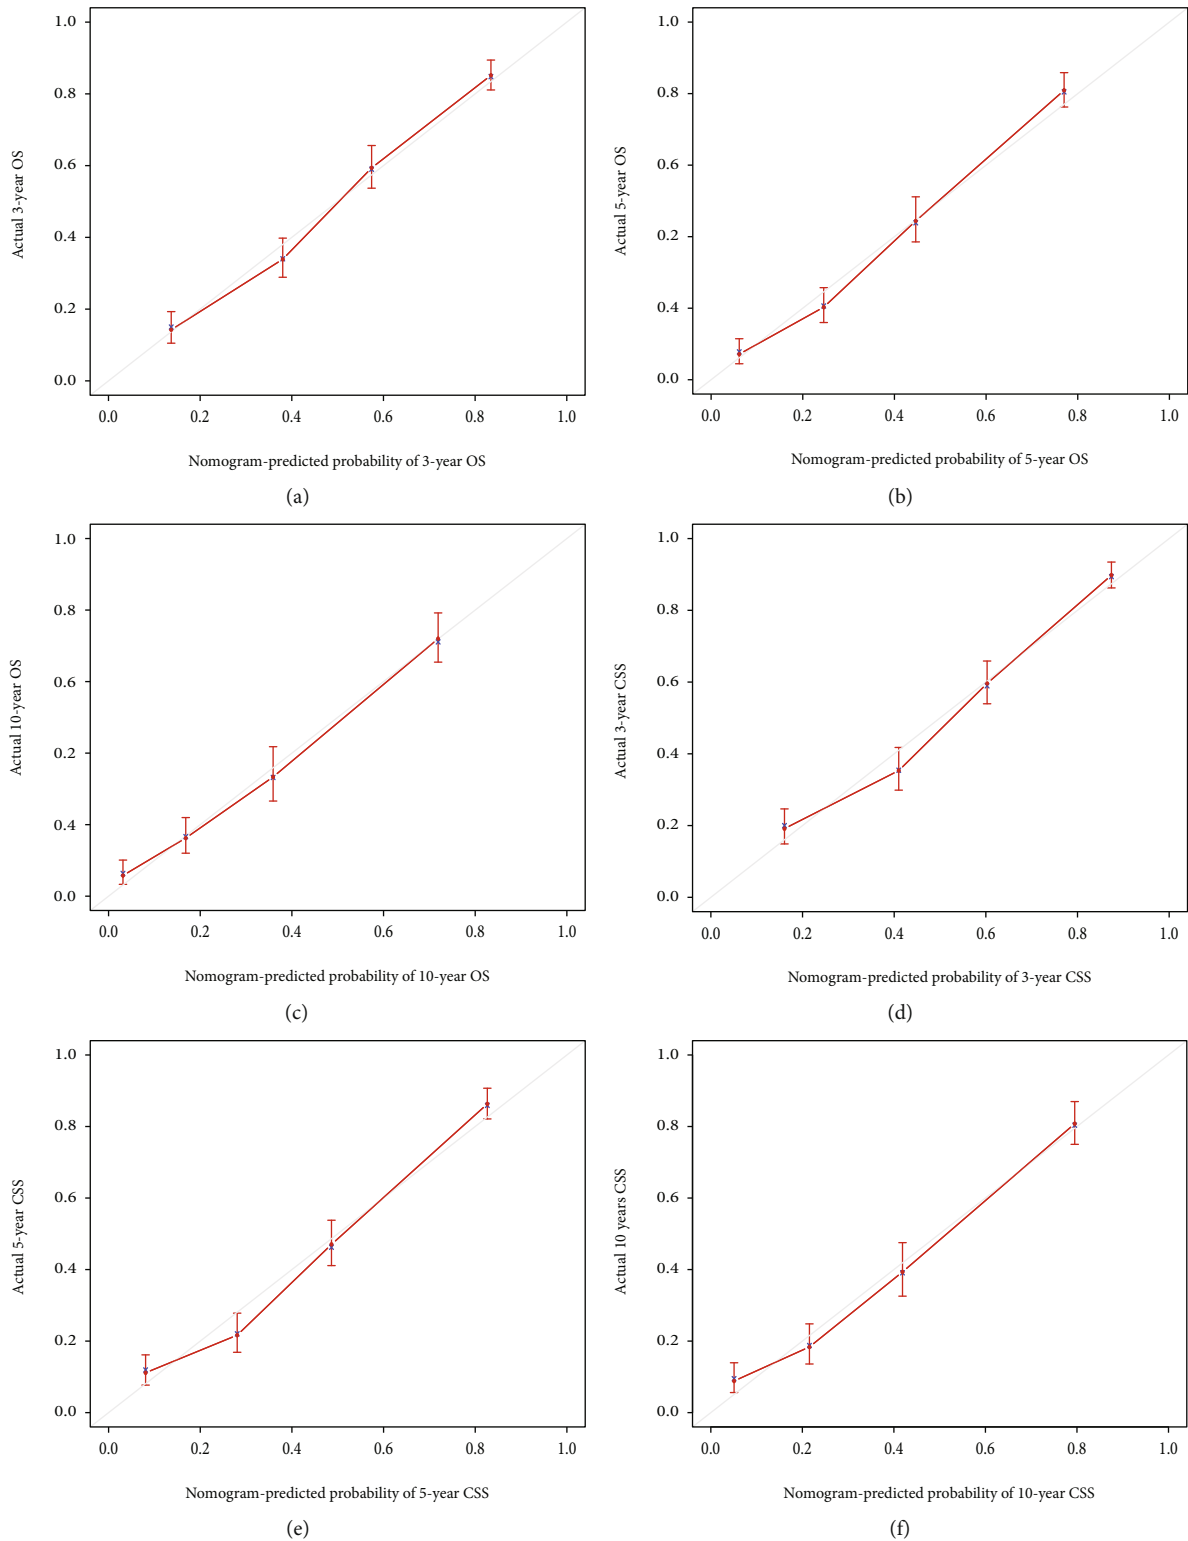 1.0
0.8
0.6
0.4
0.2
0.0
Actual 3-year OS
0.0 0.2 0.4 0.6 0.8 1.0
Nomogram-predicted probability of 3-year OS
(a)
1.0
0.8
0.6
0.2
0.4
0.0
Actual 5-year OS
0.0 0.2 0.4 0.6 0.8 1.0
Nomogram-predicted probability of 5-year OS
(b)
1.0
0.8
0.6
0.2
0.4
0.0
Actual 10-year OS
0.0 0.2 0.4 0.6 0.8 1.0
Nomogram-predicted probability of 10-year OS
(c)
1.0
0.8
0.6
0.4
0.2
0.0
Actual 3-year CSS
0.0 0.2 0.4 0.6 0.8 1.0
Nomogram-predicted probability of 3-year CSS
(d)
1.0
0.8
0.6
0.4
0.2
0.0
Actual 5-year CSS
0.0 0.2 0.4 0.6 0.8 1.0
Nomogram-predicted probability of 5-year CSS
(e)
1.0
0.8
0.6
0.4
0.2
0.0
Actual 10 years CSS
0.0 0.2 0.4 0.6 0.8 1.0
Nomogram-predicted probability of 10-year CSS
(f)